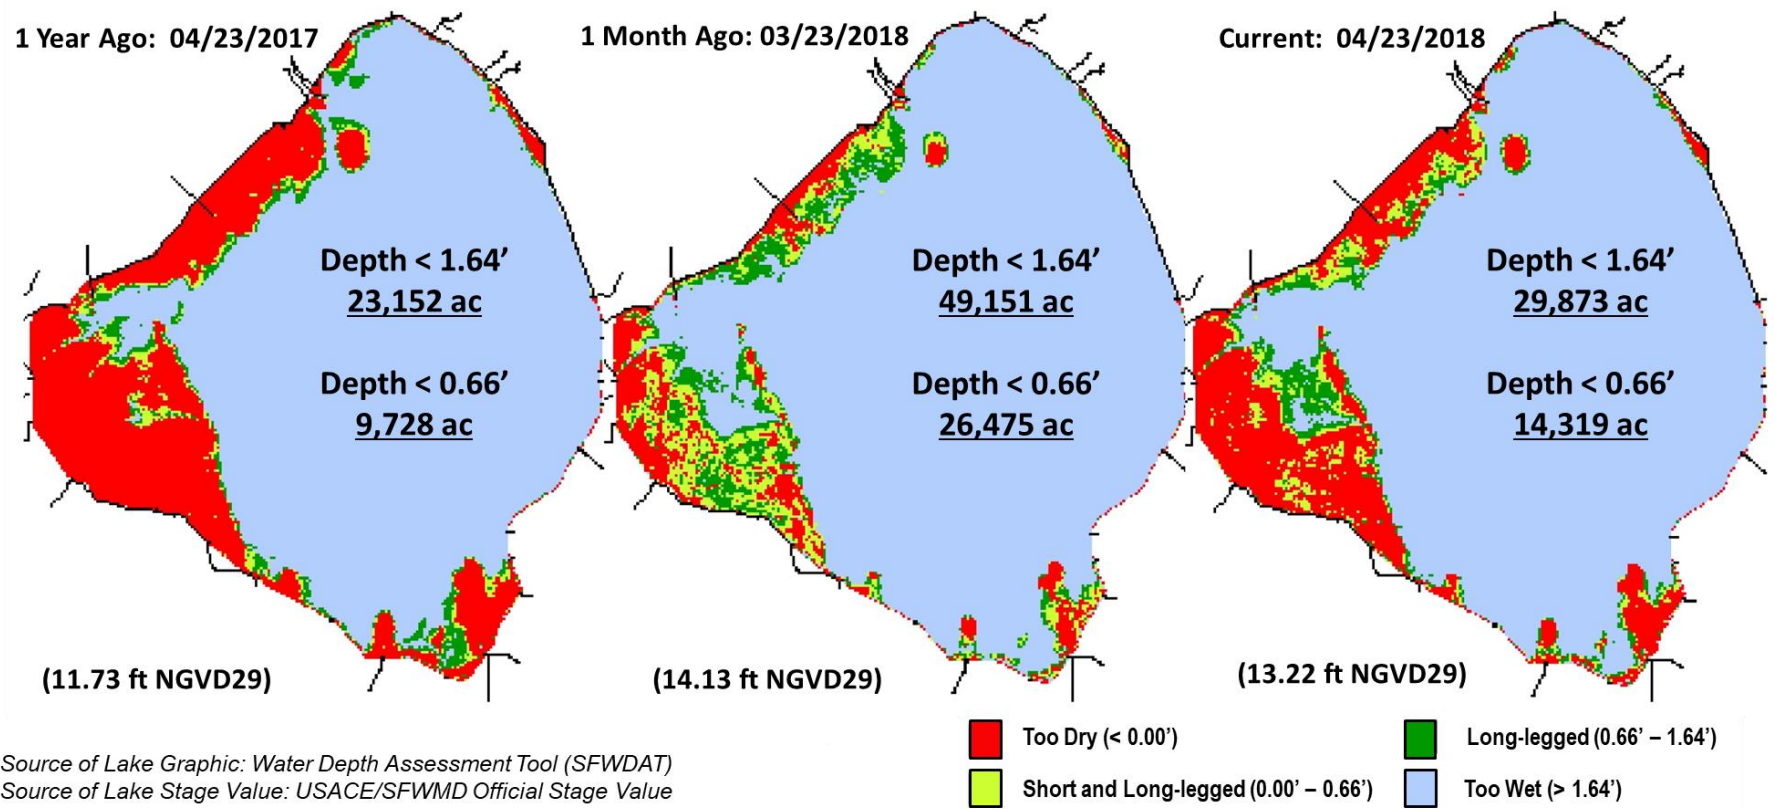 1 Year Ago: 04/23/2017
Depth < 1.64’
23,152 ac
Depth < 0.66’
9,728 ac
(11.73 ft NGVD29)
1 Month Ago: 03/23/2018
Depth < 1.64’
49,151 ac
Depth < 0.66’
26,475 ac
(14.13 ft NGVD29)
Current: 04/23/2018
Depth < 1.64’
29,873 ac
Depth < 0.66’
14,319 ac
(13.22 ft NGVD29)
Too Dry (< 0.00’)
Short and Long-legged (0.00’ – 0.66’)
Long-legged (0.66’ – 1.64’)
Too Wet (> 1.64’)
Source of Lake Graphic: Water Depth Assessment Tool (SFWDAT)
Source of Lake Stage Value: USACE/SFWMD Official Stage Value